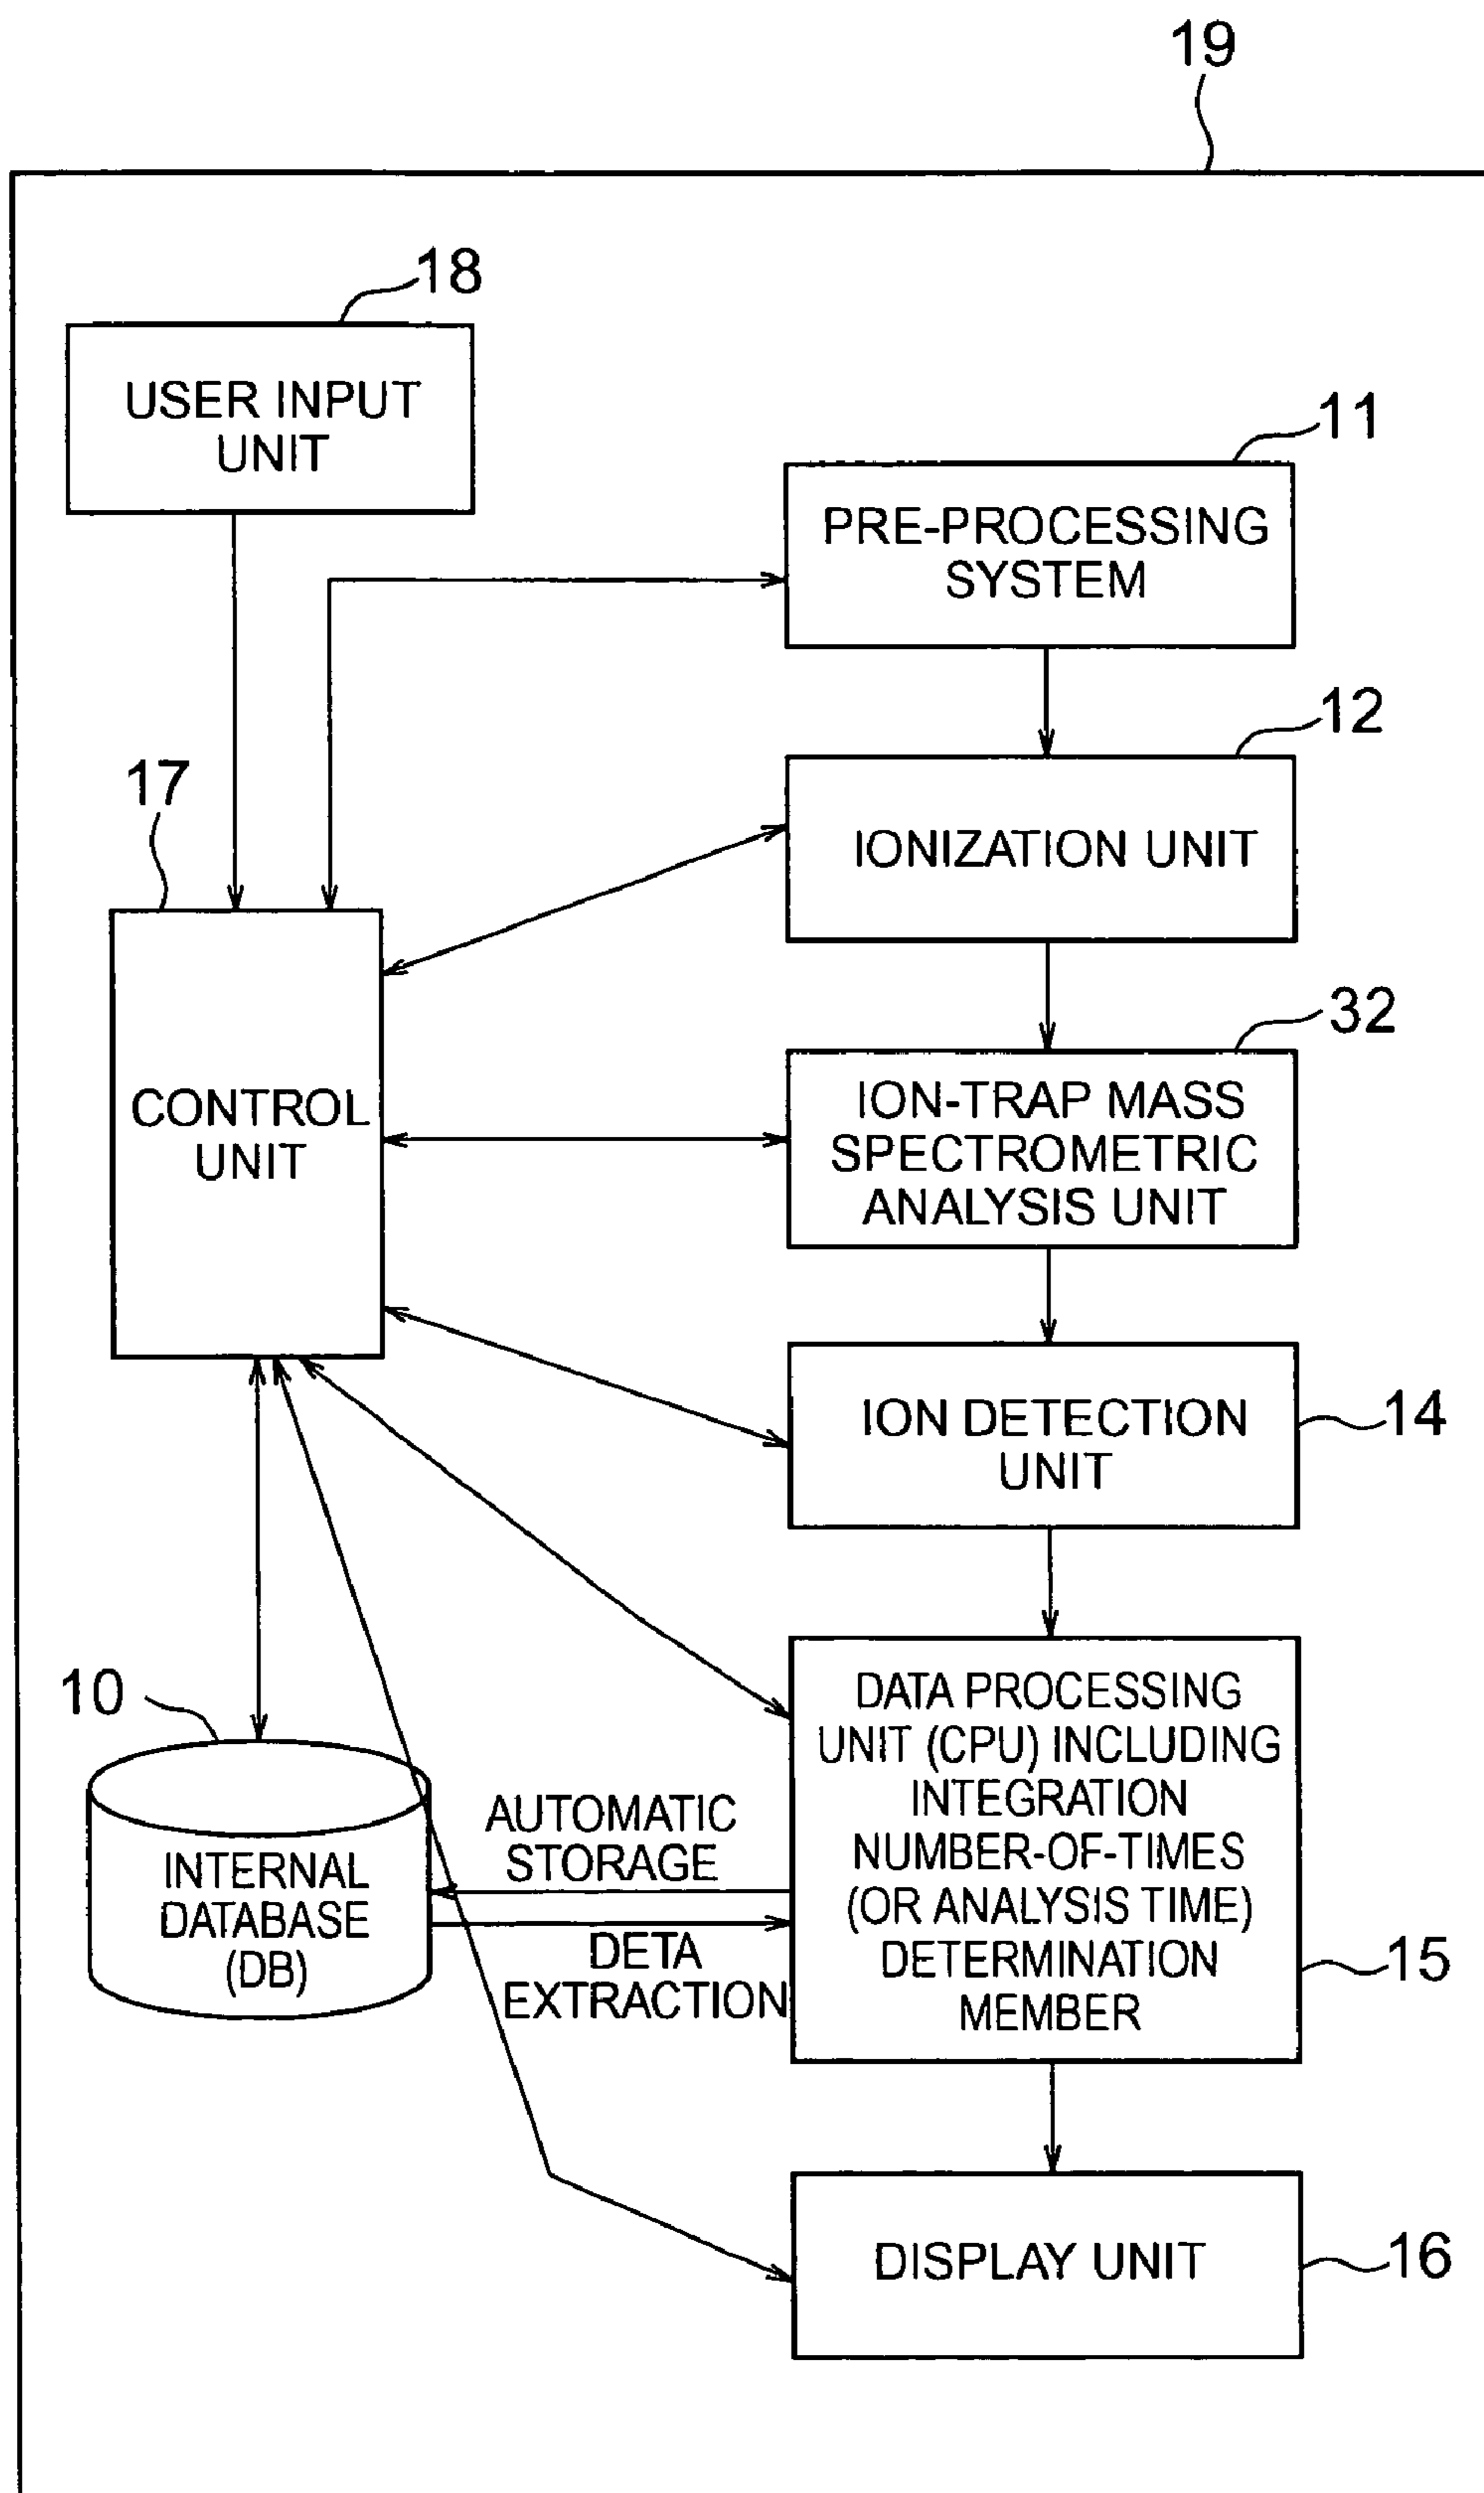 19
18
USER INPUT
UNIT
11
PRE-PROCESSING
SYSTEM
12
IONIZATION UNIT
17
CONTROL
UNIT
32
ION-TRAP MASS
SPECTROMETRIC
ANALYSIS UNIT
ION DETECTION
UNIT
14
10
INTERNAL
DATABASE
(DB)
AUTOMATIC
STORAGE
DETA
EXTRACTION
DATA PROCESSING
UNIT (CPU) INCLUDING
INTEGRATION
NUMBER-OF-TIMES
(OR ANALYSIS TIME)
DETERMINATION
MEMBER
15
DISPLAY UNIT
16